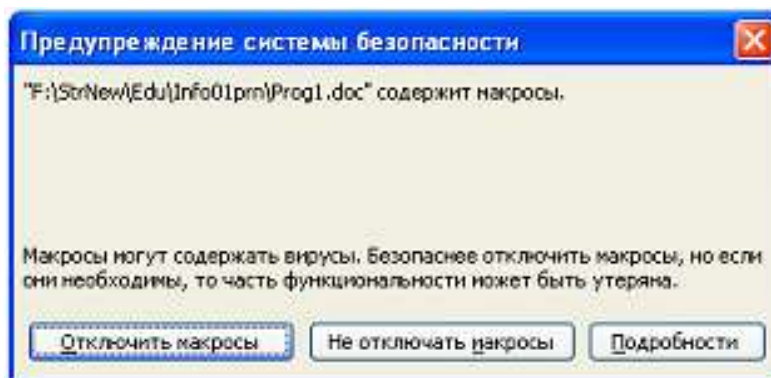 Предупреждение системы безопасности
"F:\StrNew\Edu\Info01prn\Prog1.doc" содержит макросы.
Макросы могут содержать вирусы. Безопаснее отключить макросы, но если
они необходимы, то часть функциональности может быть утеряна.
Отключить макросы Не отключать макросы Подробности